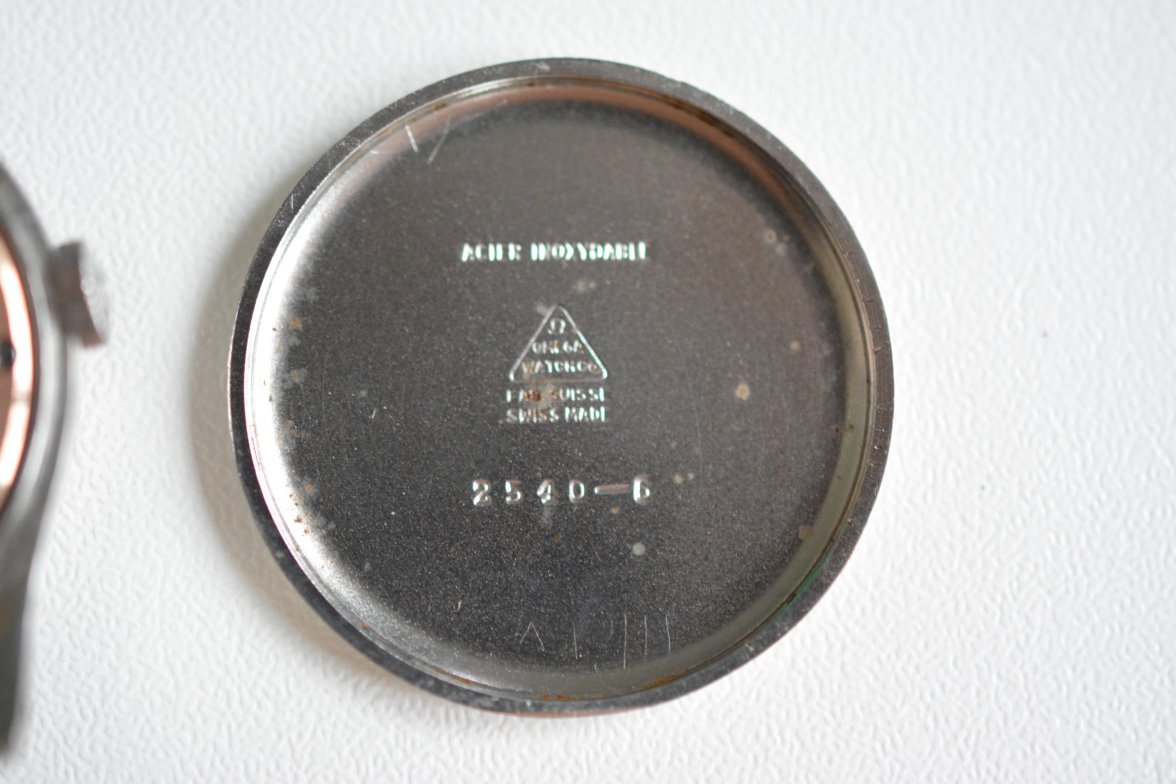 ACIER INOXYDABLE
Ω
OMEGA
WATCH Co
FAB. SUISSE
SWISS MADE
2540-6